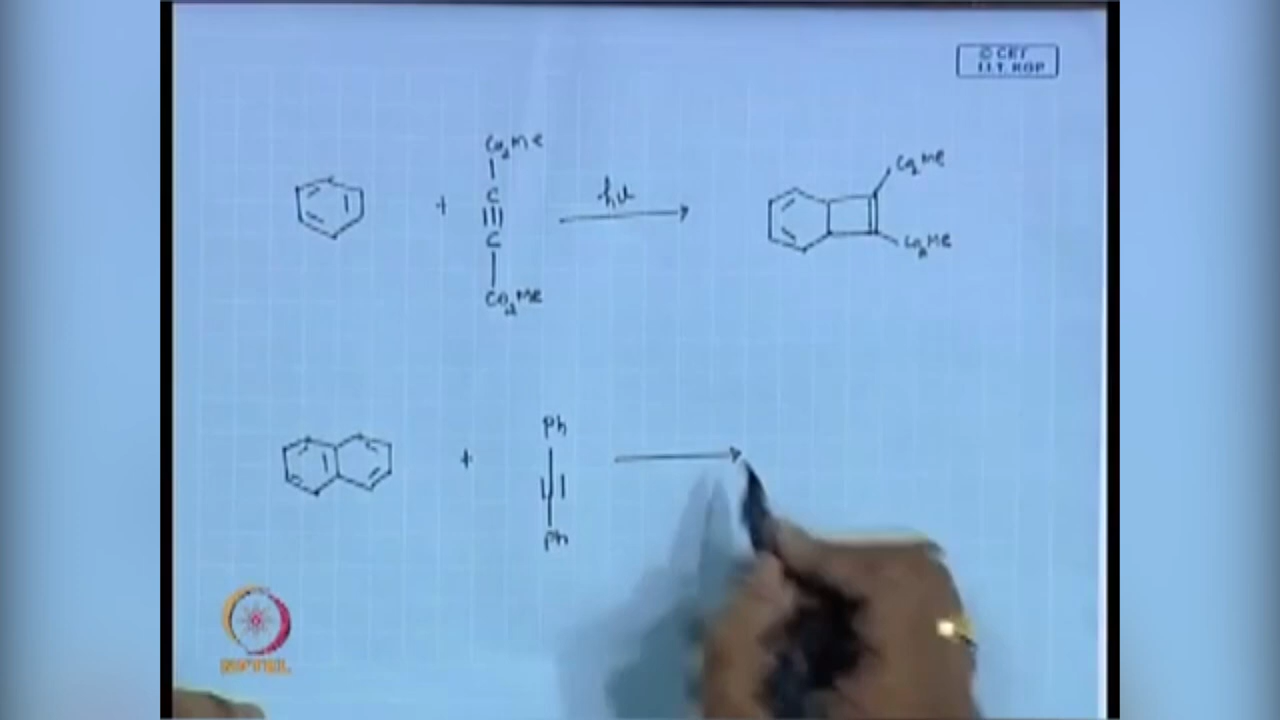 © CET
I.I.T. KGP
CO2Me
C
+
hν
C
CO2Me
CO2Me
CO2Me
Ph
+
Ph
NPTEL